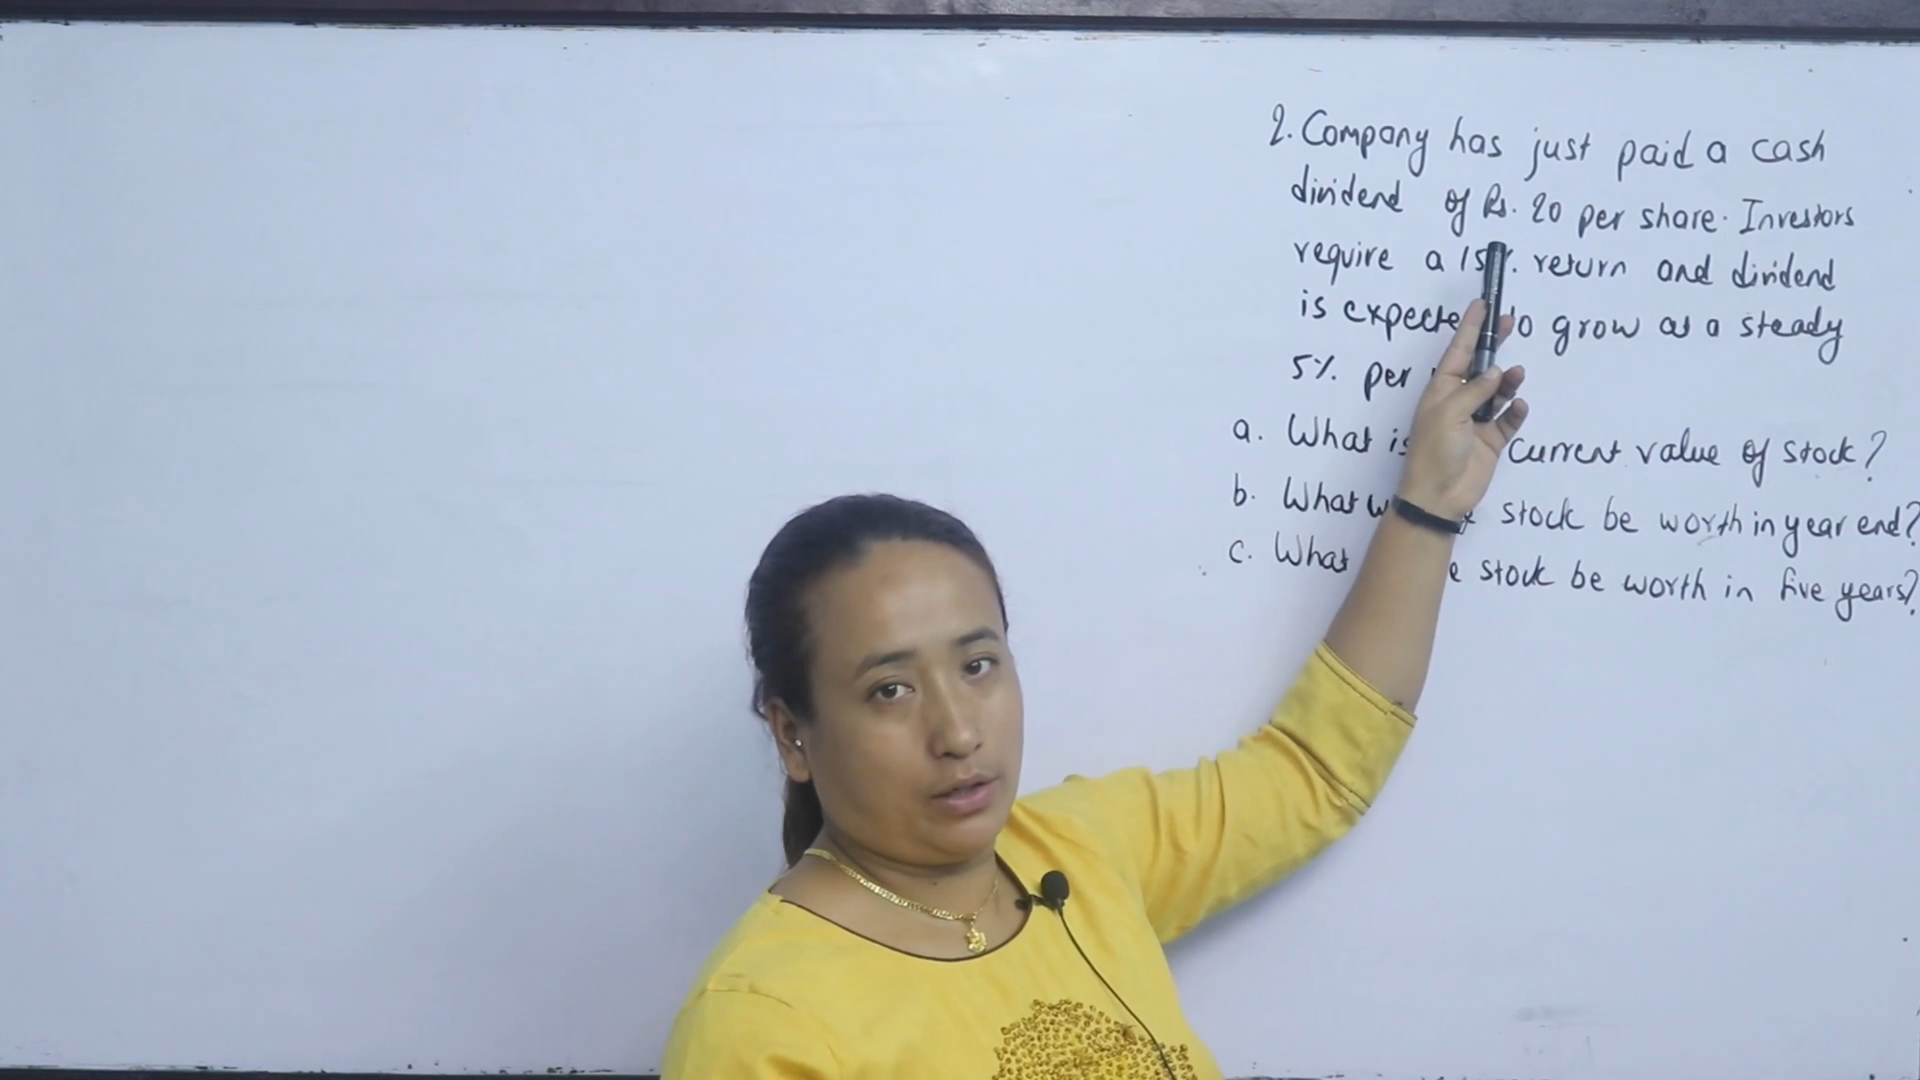 2. Company has just paid a cash
dividend of Rs. 20 per share. Investors
require a 15%. return and dividend
is expected to grow as a steady
5% per
a. What is current value of stock?
b. What stock be worth in year end?
c. What stock be worth in five years?